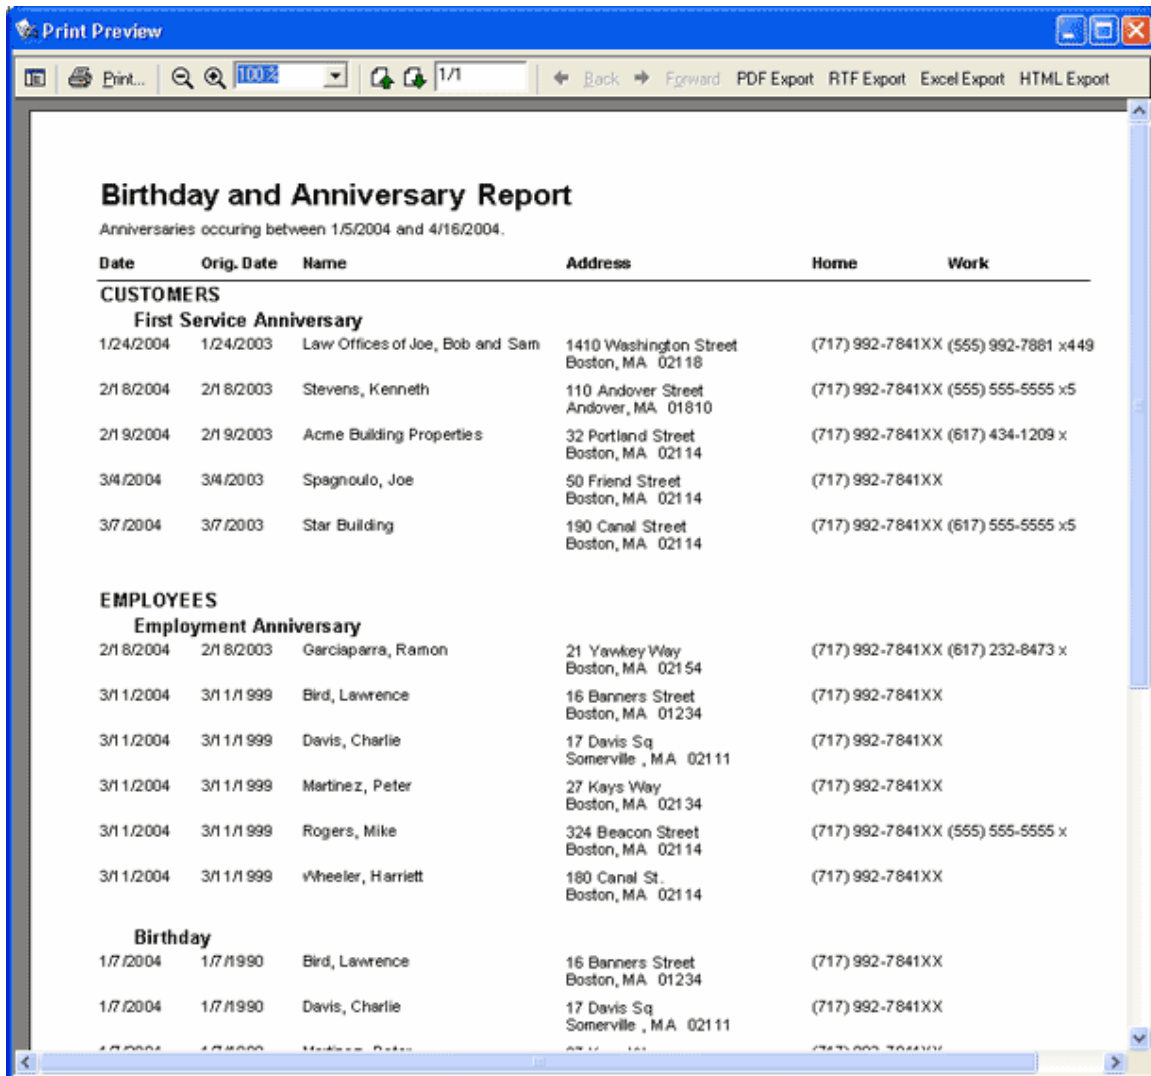 Print Preview
Print... 100% 1/1 Back Forward PDF Export RTF Export Excel Export HTML Export
Birthday and Anniversary Report
Anniversaries occuring between 1/5/2004 and 4/16/2004.
Date Orig. Date Name Address Home Work
CUSTOMERS
First Service Anniversary
1/24/2004 1/24/2003 Law Offices of Joe, Bob and Sam 1410 Washington Street (717) 992-7841XX (555) 992-7881 x449
Boston, MA 02118
2/18/2004 2/18/2003 Stevens, Kenneth 110 Andover Street (717) 992-7841XX (555) 555-5555 x5
Andover, MA 01810
2/19/2004 2/19/2003 Acme Building Properties 32 Portland Street (717) 992-7841XX (617) 434-1209 x
Boston, MA 02114
3/4/2004 3/4/2003 Spagnoulo, Joe 50 Friend Street (717) 992-7841XX
Boston, MA 02114
3/7/2004 3/7/2003 Star Building 190 Canal Street (717) 992-7841XX (617) 555-5555 x5
Boston, MA 02114
EMPLOYEES
Employment Anniversary
2/18/2004 2/18/2003 Garciaparra, Ramon 21 Yawkey Way (717) 992-7841XX (617) 232-8473 x
Boston, MA 02154
3/11/2004 3/11/1999 Bird, Lawrence 16 Banners Street (717) 992-7841XX
Boston, MA 01234
3/11/2004 3/11/1999 Davis, Charlie 17 Davis Sq (717) 992-7841XX
Somerville , MA 02111
3/11/2004 3/11/1999 Martinez, Peter 27 Kays Way (717) 992-7841XX
Boston, MA 02134
3/11/2004 3/11/1999 Rogers, Mike 324 Beacon Street (717) 992-7841XX (555) 555-5555 x
Boston, MA 02114
3/11/2004 3/11/1999 Wheeler, Harriett 180 Canal St. (717) 992-7841XX
Boston, MA 02114
Birthday
1/7/2004 1/7/1990 Bird, Lawrence 16 Banners Street (717) 992-7841XX
Boston, MA 01234
1/7/2004 1/7/1990 Davis, Charlie 17 Davis Sq (717) 992-7841XX
Somerville , MA 02111